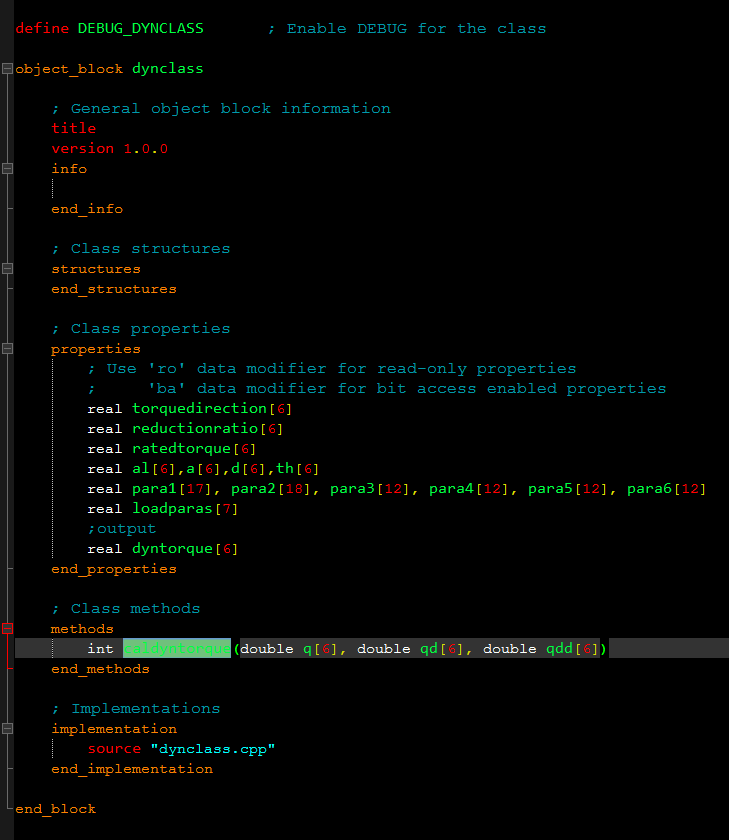 define DEBUG_DYNCLASS ; Enable DEBUG for the class
object_block dynclass
; General object block information
title
version 1.0.0
info
end_info
; Class structures
structures
end_structures
; Class properties
properties
; Use 'ro' data modifier for read-only properties
; 'ba' data modifier for bit access enabled properties
real torquedirection[6]
real reductionratio[6]
real ratedtorque[6]
real al[6],a[6],d[6],th[6]
real para1[17], para2[18], para3[12], para4[12], para5[12], para6[12]
real loadparas[7]
;output
real dyntorque[6]
end_properties
; Class methods
methods
int (double q[6], double qd[6], double qdd[6])
end_methods
; Implementations
implementation
source "dynclass.cpp"
end_implementation
end_block